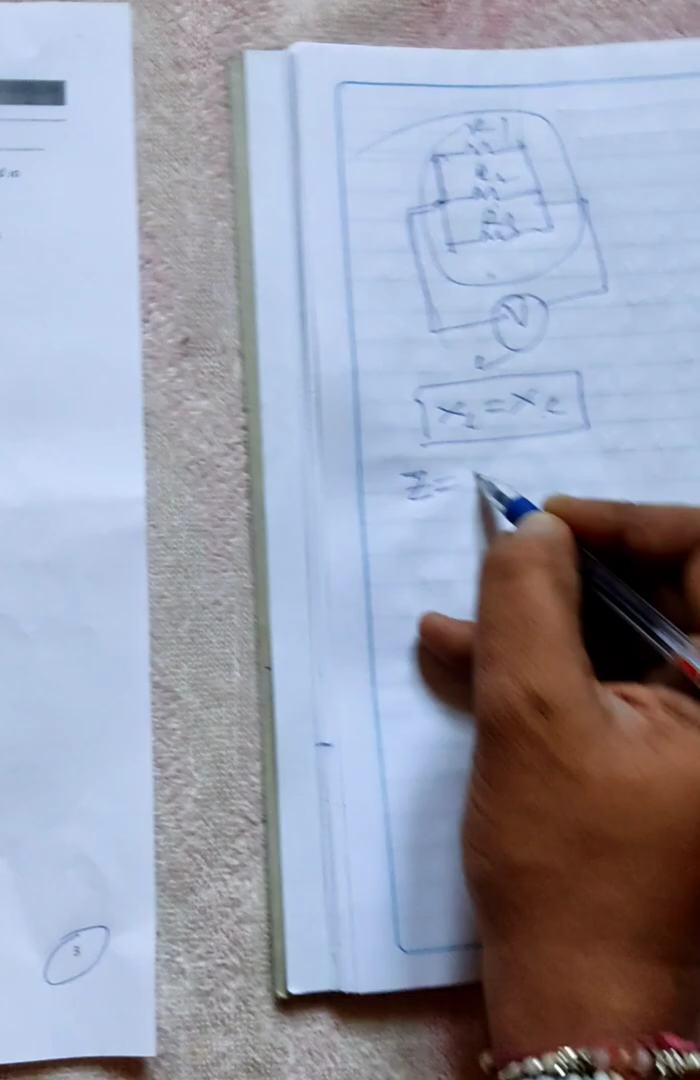 R1
R2
R3
V
XL = XC
Z =
3